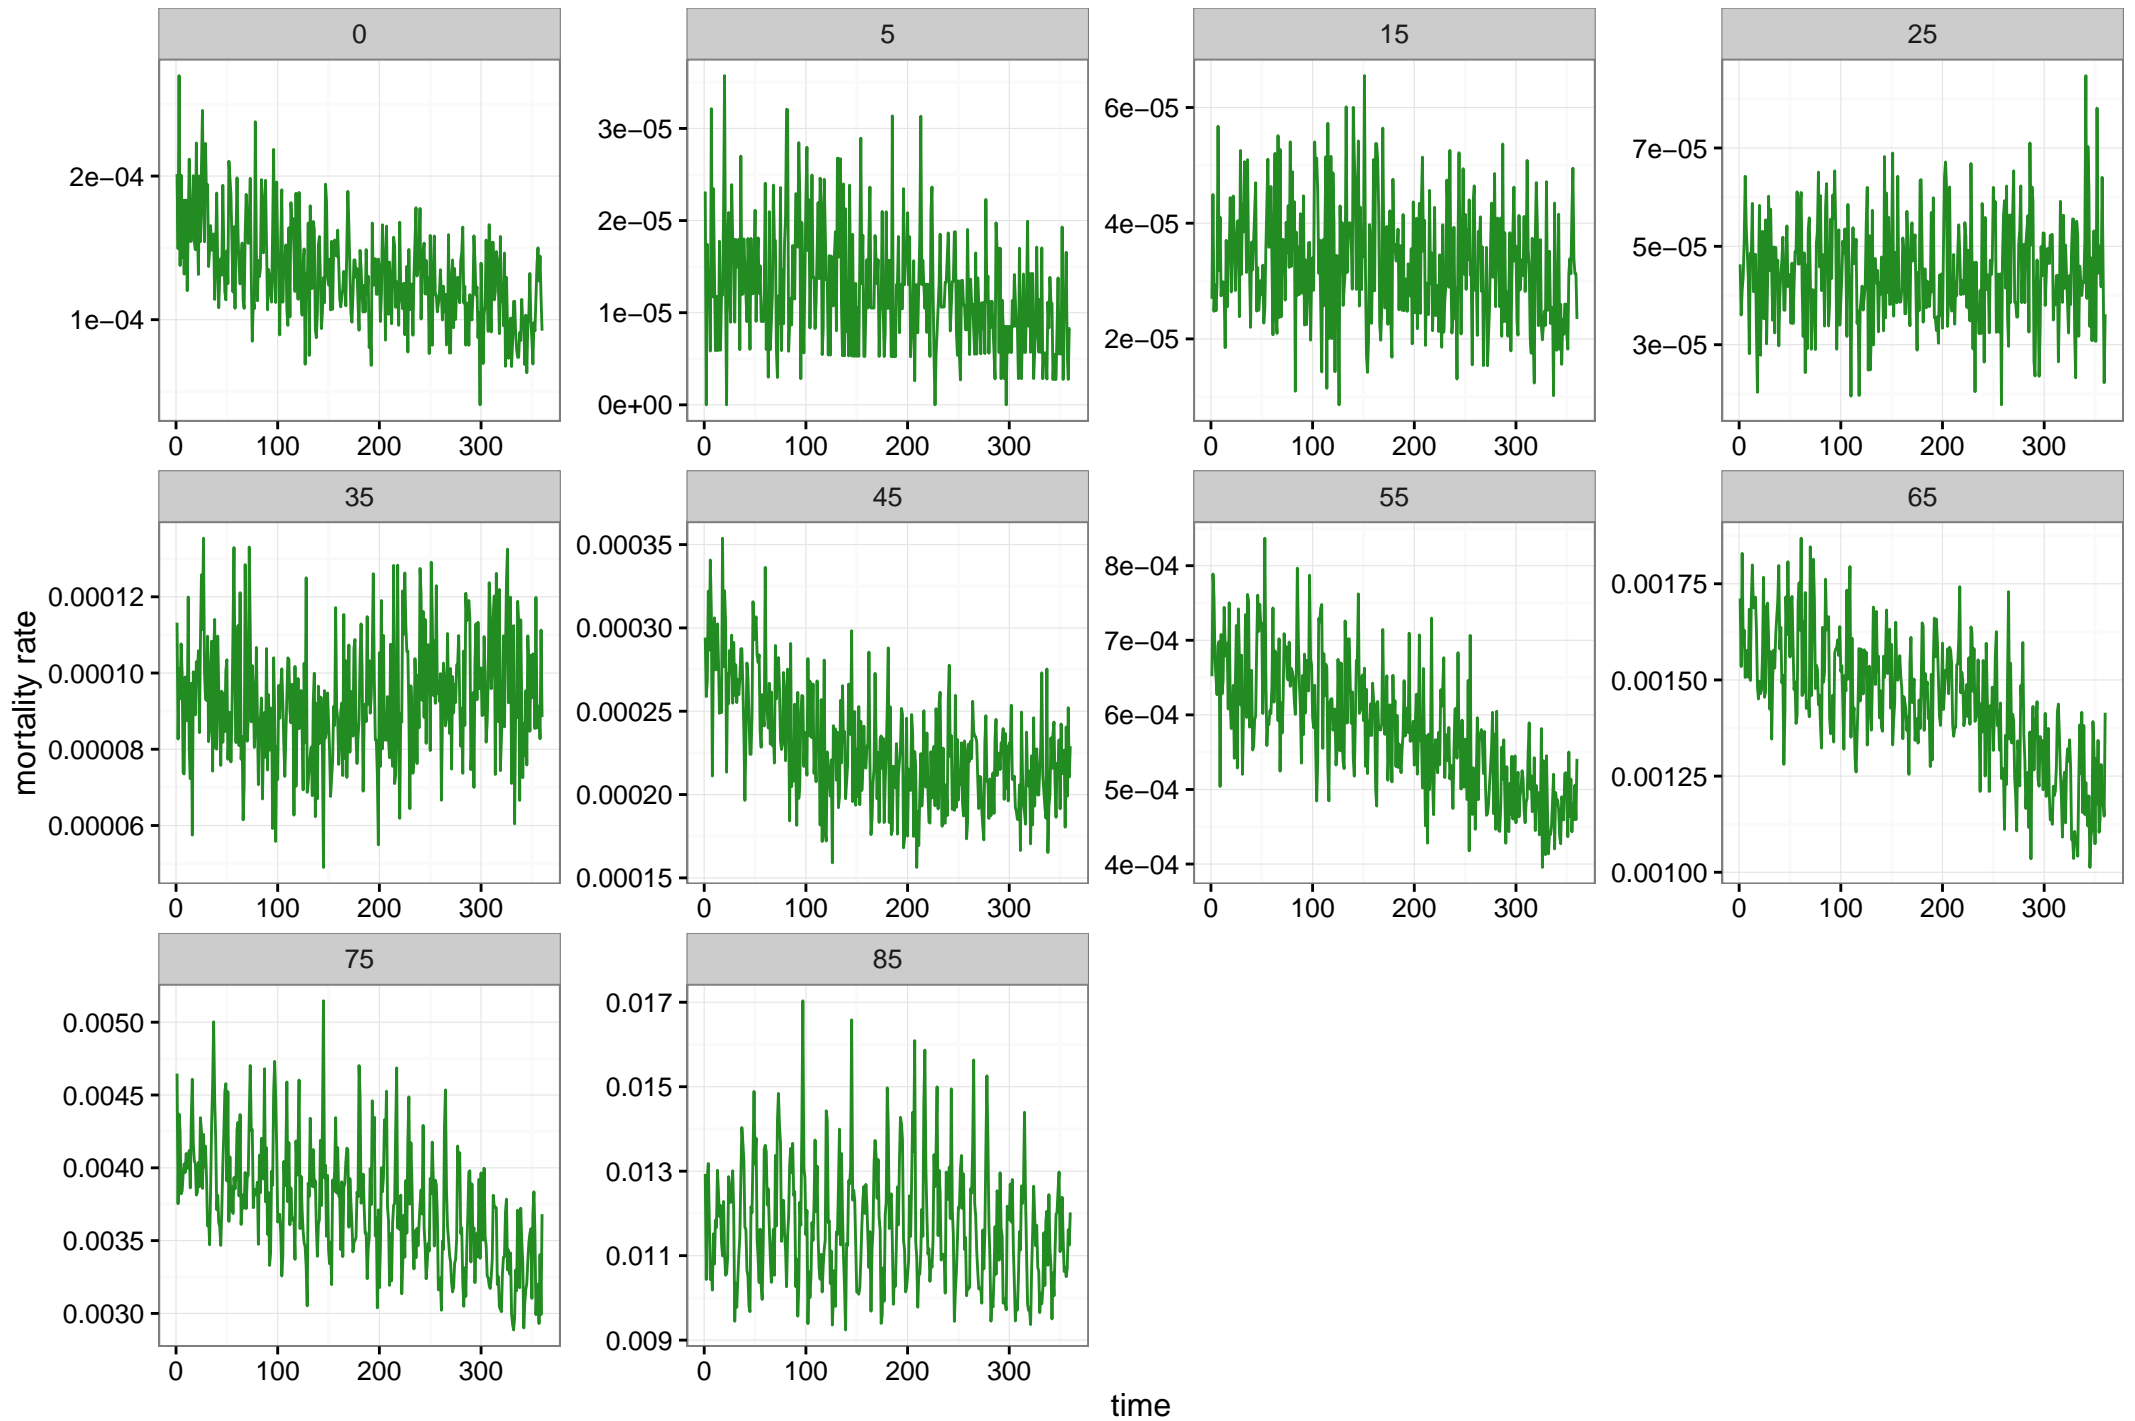 0 5 15 25
2e−04
1e−04
3e−05
2e−05
1e−05
0e+00
6e−05
4e−05
2e−05
7e−05
5e−05
3e−05
0 100 200 300 0 100 200 300 0 100 200 300 0 100 200 300
35 45 55 65
mortality rate
0.00012
0.00010
0.00008
0.00006
0.00035
0.00030
0.00025
0.00020
0.00015
8e−04
7e−04
6e−04
5e−04
4e−04
0.00175
0.00150
0.00125
0.00100
0 100 200 300 0 100 200 300 0 100 200 300 0 100 200 300
75 85
0.0050
0.0045
0.0040
0.0035
0.0030
0.017
0.015
0.013
0.011
0.009
0 100 200 300 0 100 200 300
time